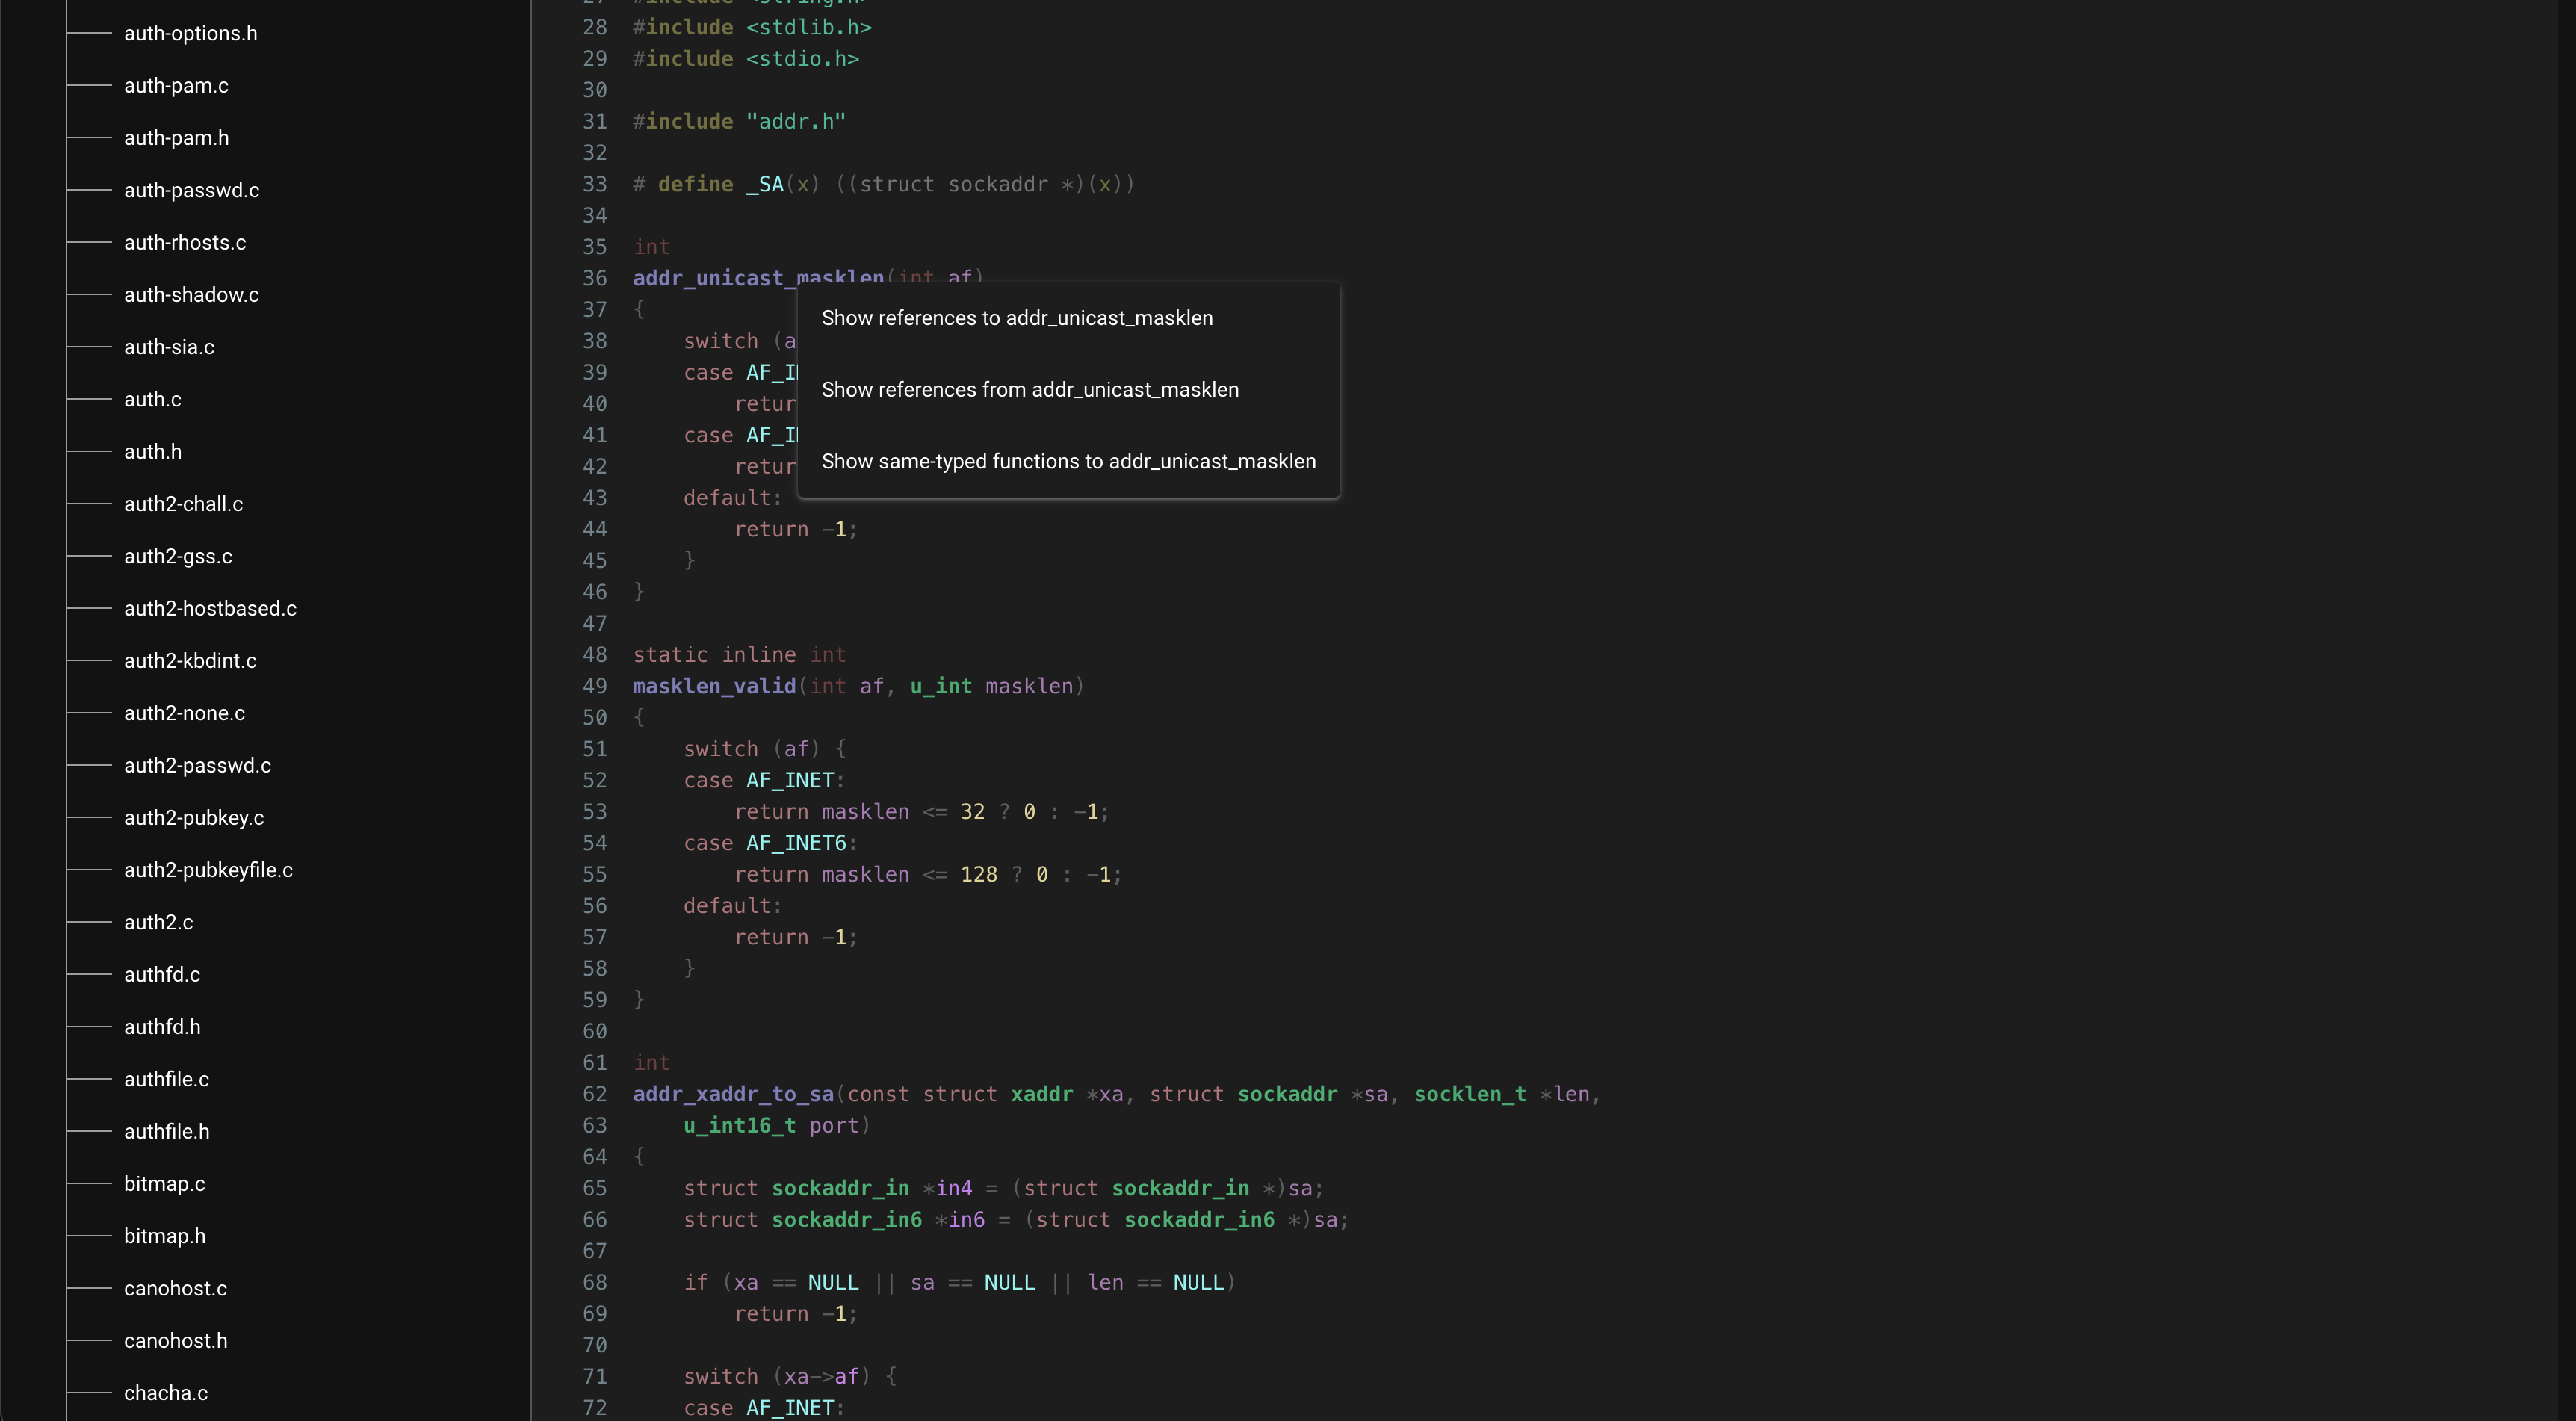 auth-options.h
auth-pam.c
auth-pam.h
auth-passwd.c
auth-rhosts.c
auth-shadow.c
auth-sia.c
auth.c
auth.h
auth2-chall.c
auth2-gss.c
auth2-hostbased.c
auth2-kbdint.c
auth2-none.c
auth2-passwd.c
auth2-pubkey.c
auth2-pubkeyfile.c
auth2.c
authfd.c
authfd.h
authfile.c
authfile.h
bitmap.c
bitmap.h
canohost.c
canohost.h
chacha.c
27 #include <string.h>
28 #include <stdlib.h>
29 #include <stdio.h>
30
31 #include "addr.h"
32
33 # define _SA(x) ((struct sockaddr *)(x))
34
35 int
36 addr_unicast_masklen(int af)
37 {
38     switch (a
39     case AF_I
40         retur
41     case AF_I
42         retur
43     default:
44         return -1;
45     }
46 }
47
48 static inline int
49 masklen_valid(int af, u_int masklen)
50 {
51     switch (af) {
52     case AF_INET:
53         return masklen <= 32 ? 0 : -1;
54     case AF_INET6:
55         return masklen <= 128 ? 0 : -1;
56     default:
57         return -1;
58     }
59 }
60
61 int
62 addr_xaddr_to_sa(const struct xaddr *xa, struct sockaddr *sa, socklen_t *len,
63     u_int16_t port)
64 {
65     struct sockaddr_in *in4 = (struct sockaddr_in *)sa;
66     struct sockaddr_in6 *in6 = (struct sockaddr_in6 *)sa;
67
68     if (xa == NULL || sa == NULL || len == NULL)
69         return -1;
70
71     switch (xa->af) {
72     case AF_INET:
Show references to addr_unicast_masklen
Show references from addr_unicast_masklen
Show same-typed functions to addr_unicast_masklen